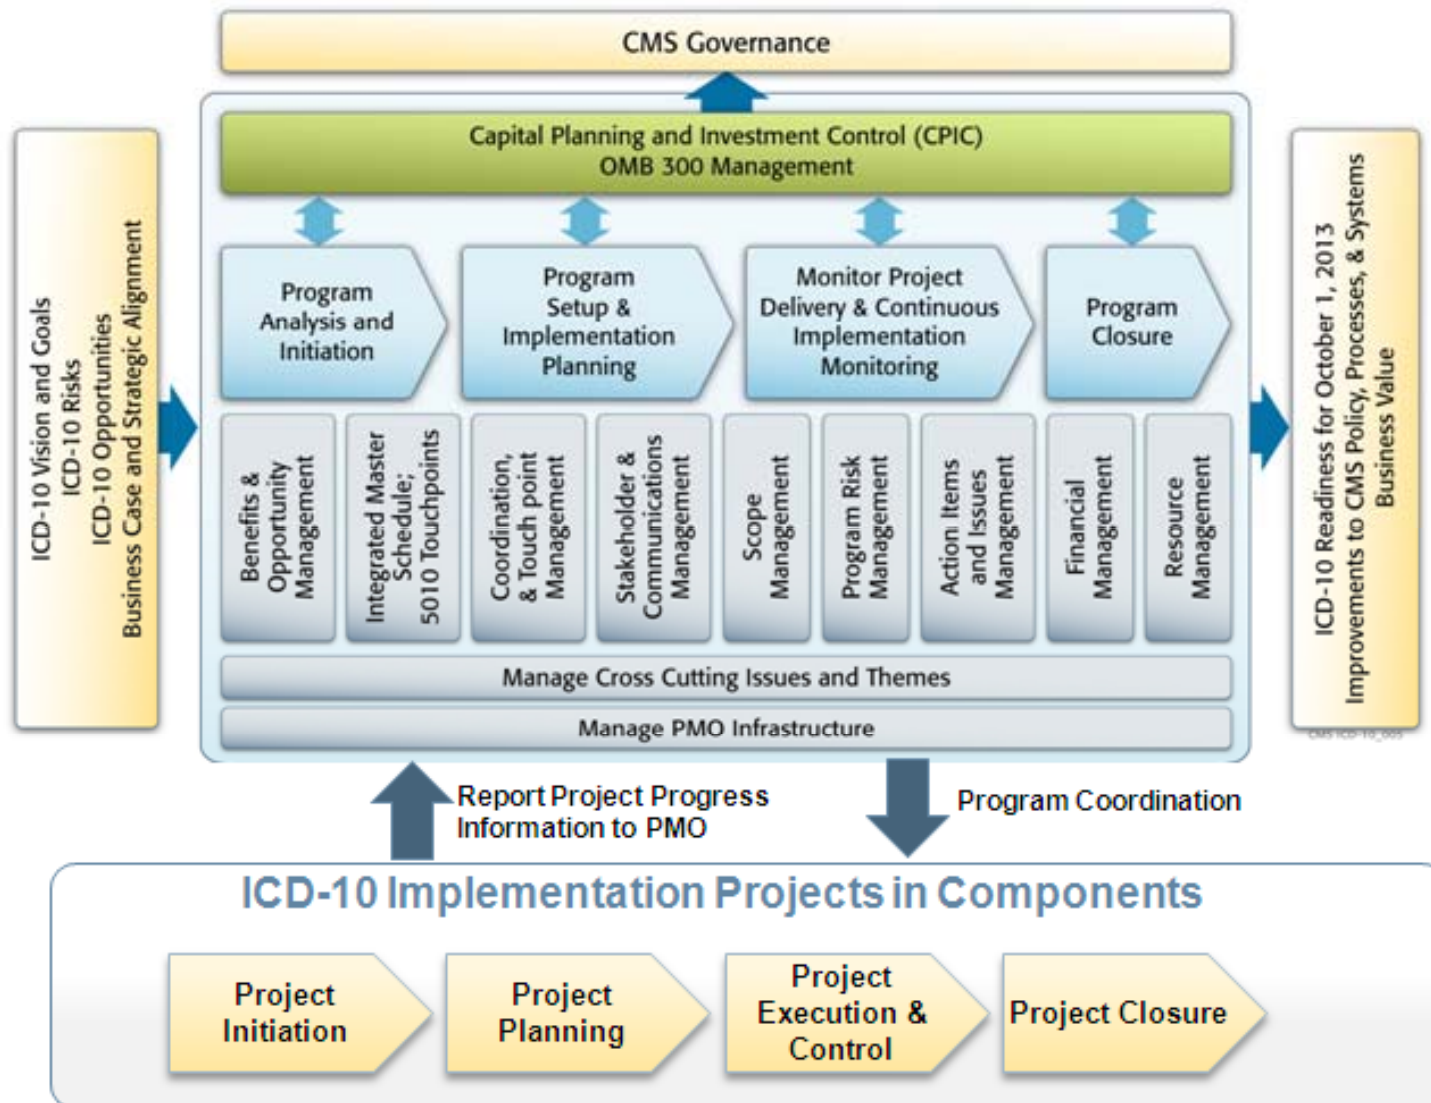 CMS Governance
Capital Planning and Investment Control (CPIC)
OMB 300 Management
ICD-10 Vision and Goals
ICD-10 Risks
ICD-10 Opportunities
Business Case and Strategic Alignment
Program
Analysis and
Initiation
Program
Setup &
Implementation
Planning
Monitor Project
Delivery & Continuous
Implementation
Monitoring
Program
Closure
Benefits &
Opportunity
Management
Integrated Master
Schedule;
5010 Touchpoints
Coordination,
& Touch point
Management
Stakeholder &
Communications
Management
Scope
Management
Program Risk
Management
Action Items
and Issues
Management
Financial
Management
Resource
Management
Manage Cross Cutting Issues and Themes
Manage PMO Infrastructure
ICD-10 Readiness for October 1, 2013
Improvements to CMS Policy, Processes, & Systems
Business Value
CMS ICD-10_005
Report Project Progress
Information to PMO
Program Coordination
ICD-10 Implementation Projects in Components
Project
Initiation
Project
Planning
Project
Execution &
Control
Project Closure